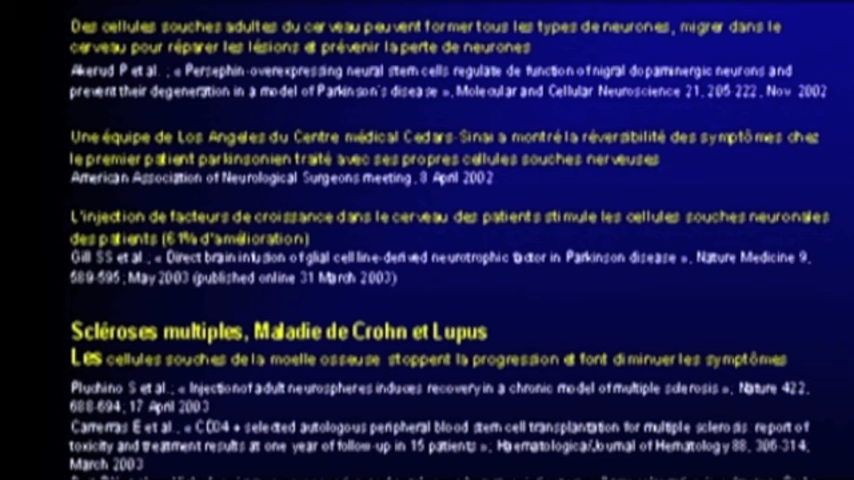 Des cellules souches adultes du cerveau peuvent former tous les types de neurones, migrer dans le
cerveau pour réparer les lésions et prévenir la perte de neurones
Akerud P et al. ; « Persephin-overexpressing neural stem cells regulate de function of nigral dopaminergic neurons and
prevent their degeneration in a model of Parkinson's disease », Molecular and Cellular Neuroscience 21, 205-222, Nov. 2002
Une équipe de Los Angeles du Centre médical Cedars-Sinai a montré la réversibilité des symptômes chez
le premier patient parkinsonien traité avec ses propres cellules souches nerveuses
American Association of Neurological Surgeons meeting, 8 April 2002
L'injection de facteurs de croissance dans le cerveau des patients stimule les cellules souches neuronales
des patients (61% d'amélioration)
Gill SS et al ; « Direct brain infusion of glial cell line-derived neurotrophic factor in Parkinson disease », Nature Medicine 9,
589-595, May 2003 (published online 31 March 2003)
Scléroses multiples, Maladie de Crohn et Lupus
Les cellules souches de la moelle osseuse stoppent la progression et font diminuer les symptômes
Pluchino S et al. ; « Injection of adult neurospheres induces recovery in a chronic model of multiple sclerosis », Nature 422,
688-694, 17 April 2003
Carreras E et al. , « CD34 + selected autologous peripheral blood stem cell transplantation for multiple sclerosis: report of
toxicity and treatment results at one year of follow-up in 15 patients », Haematologica/Journal of Hematology 88, 306-314,
March 2003